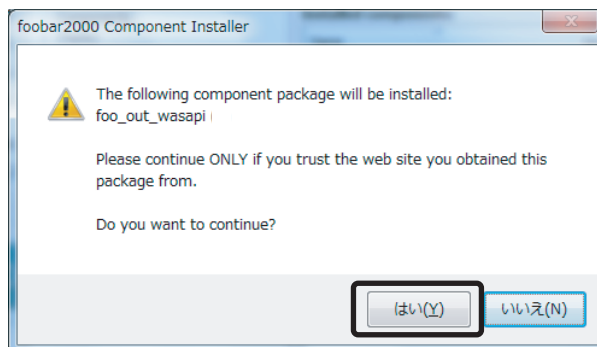 foobar2000 Component Installer
The following component package will be installed:
foo_out_wasapi
Please continue ONLY if you trust the web site you obtained this
package from.
Do you want to continue?
はい(Y)
いいえ(N)